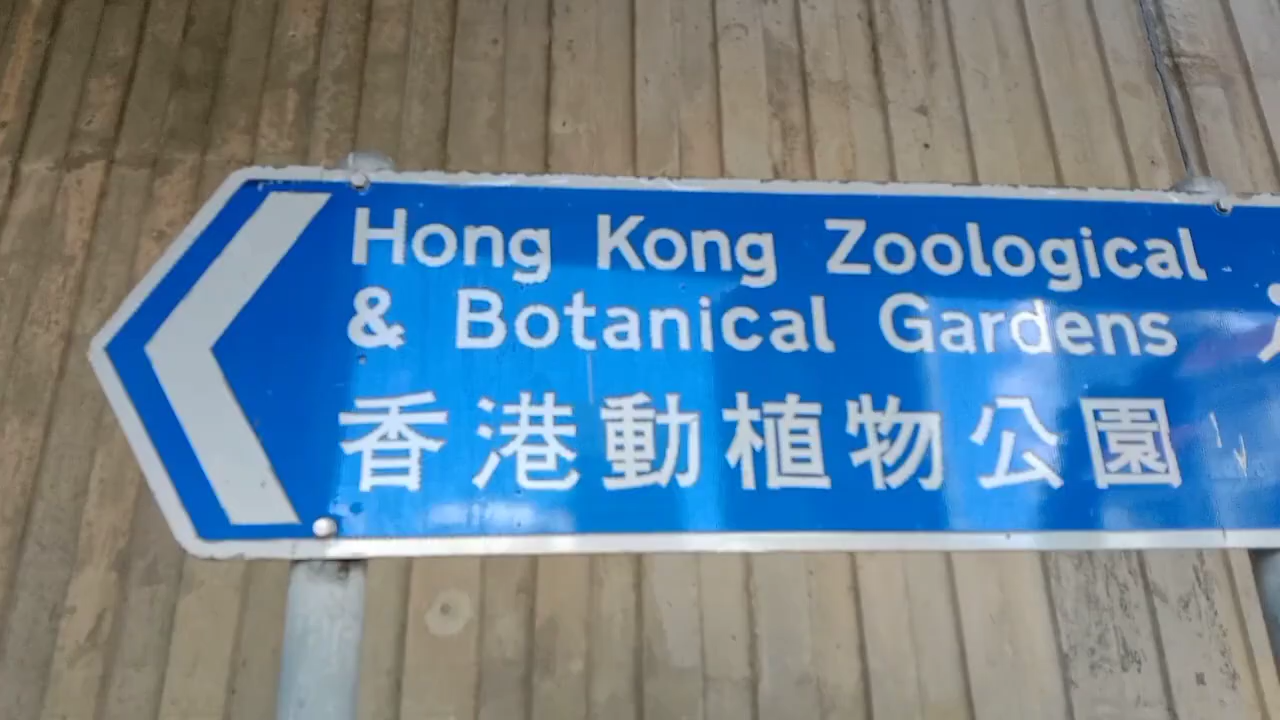 Hong Kong Zoological
& Botanical Gardens
香港動植物公園